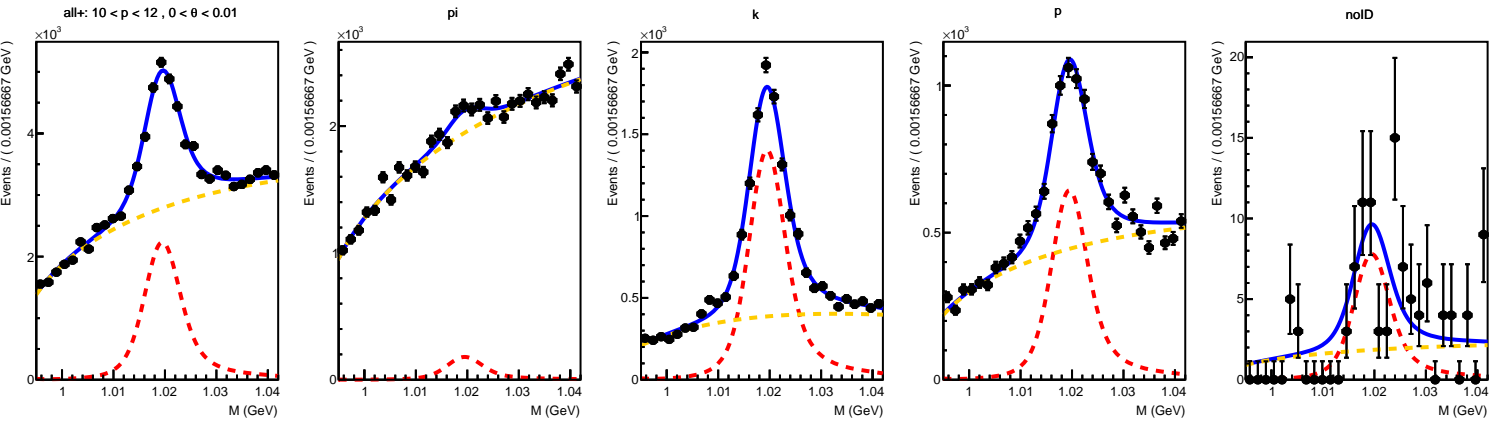 all+: 10 < p < 12 , 0 < θ < 0.01
×10³
Events / ( 0.00156667 GeV )
4
2
0
1 1.01 1.02 1.03 1.04
M (GeV)
pi
×10³
Events / ( 0.00156667 GeV )
2
1
0
1 1.01 1.02 1.03 1.04
M (GeV)
k
×10³
Events / ( 0.00156667 GeV )
2
1.5
1
0.5
0
1 1.01 1.02 1.03 1.04
M (GeV)
p
×10³
Events / ( 0.00156667 GeV )
1
0.5
0
1 1.01 1.02 1.03 1.04
M (GeV)
noID
Events / ( 0.00156667 GeV )
20
15
10
5
0
1 1.01 1.02 1.03 1.04
M (GeV)